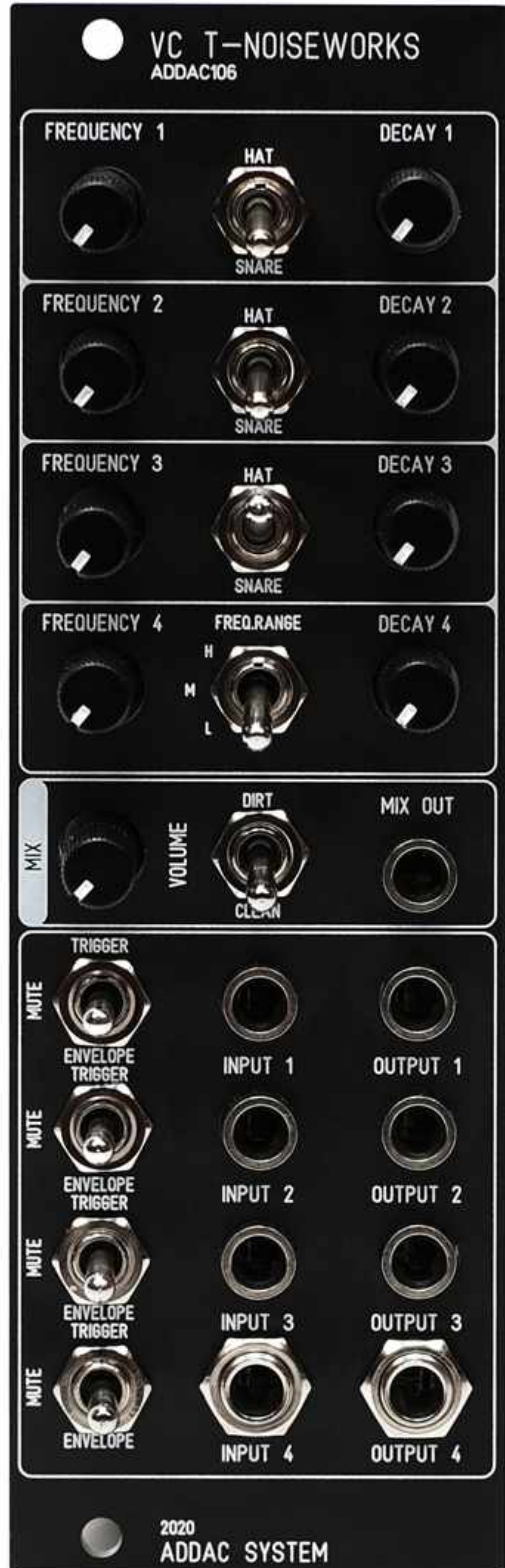 VC T-NOISEWORKS
ADDAC106
FREQUENCY 1
HAT
DECAY 1
SNARE
FREQUENCY 2
HAT
DECAY 2
SNARE
FREQUENCY 3
HAT
DECAY 3
SNARE
FREQUENCY 4
FREQ.RANGE
DECAY 4
H
M
L
MIX
VOLUME
DIRT
MIX OUT
CLEAN
TRIGGER
MUTE
ENVELOPE
INPUT 1
OUTPUT 1
TRIGGER
MUTE
ENVELOPE
INPUT 2
OUTPUT 2
TRIGGER
MUTE
ENVELOPE
INPUT 3
OUTPUT 3
TRIGGER
MUTE
ENVELOPE
INPUT 4
OUTPUT 4
2020
ADDAC SYSTEM